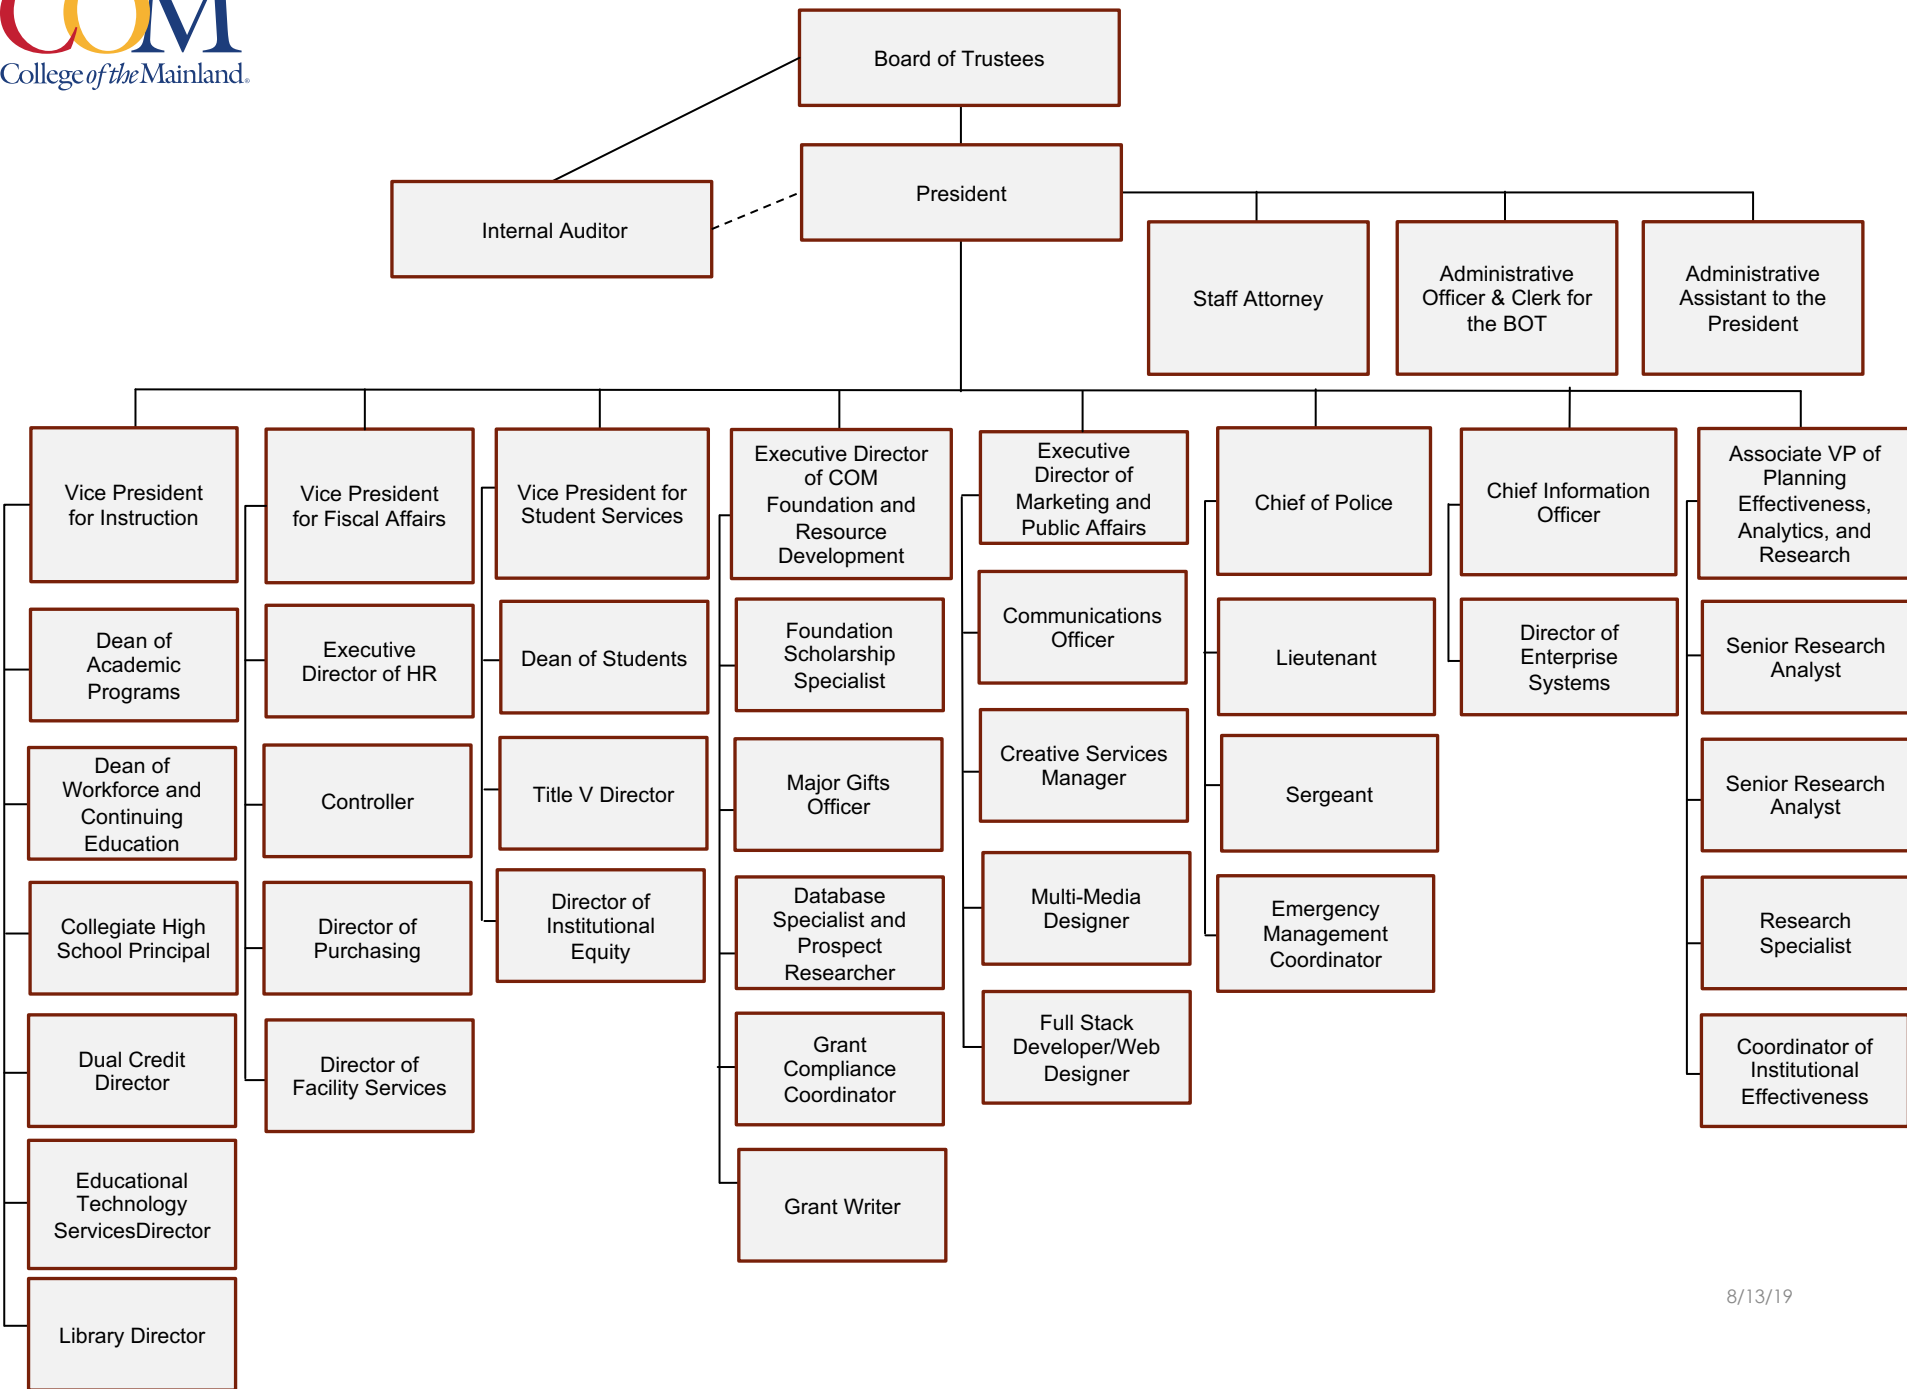 COM
College of the Mainland®
Board of Trustees
President
Internal Auditor
Staff Attorney
Administrative
Officer & Clerk for
the BOT
Administrative
Assistant to the
President
Vice President
for Instruction
Dean of
Academic
Programs
Dean of
Workforce and
Continuing
Education
Collegiate High
School Principal
Dual Credit
Director
Educational
Technology
ServicesDirector
Library Director
Vice President
for Fiscal Affairs
Executive
Director of HR
Controller
Director of
Purchasing
Director of
Facility Services
Vice President for
Student Services
Dean of Students
Title V Director
Director of
Institutional
Equity
Executive Director
of COM
Foundation and
Resource
Development
Foundation
Scholarship
Specialist
Major Gifts
Officer
Database
Specialist and
Prospect
Researcher
Grant
Compliance
Coordinator
Grant Writer
Executive
Director of
Marketing and
Public Affairs
Communications
Officer
Creative Services
Manager
Multi-Media
Designer
Full Stack
Developer/Web
Designer
Chief of Police
Lieutenant
Sergeant
Emergency
Management
Coordinator
Chief Information
Officer
Director of
Enterprise
Systems
Associate VP of
Planning
Effectiveness,
Analytics, and
Research
Senior Research
Analyst
Senior Research
Analyst
Research
Specialist
Coordinator of
Institutional
Effectiveness
8/13/19